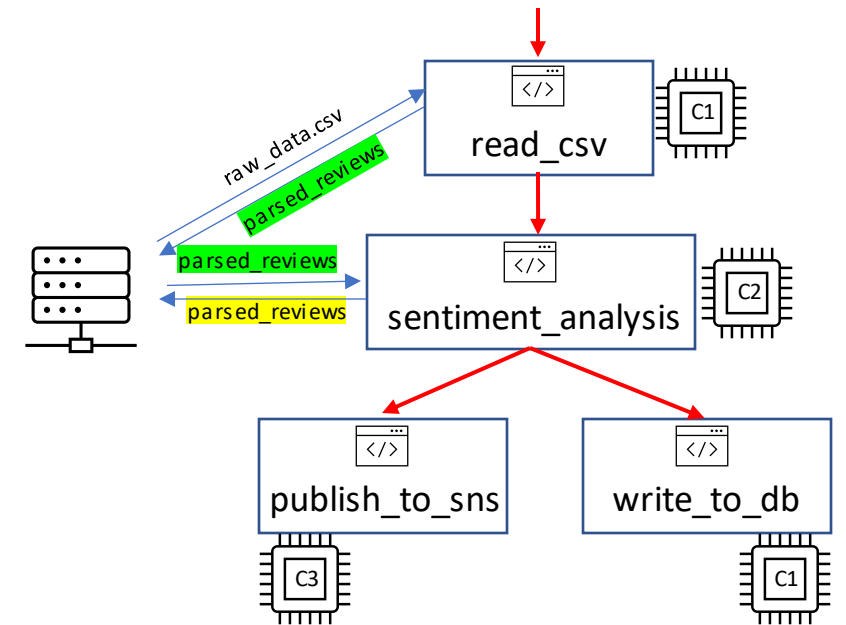 </>
C1
read_csv
raw_data.csv
parsed_reviews
parsed_reviews
</>
C2
parsed_reviews
sentiment_analysis
</>
</>
publish_to_sns
write_to_db
C3
C1